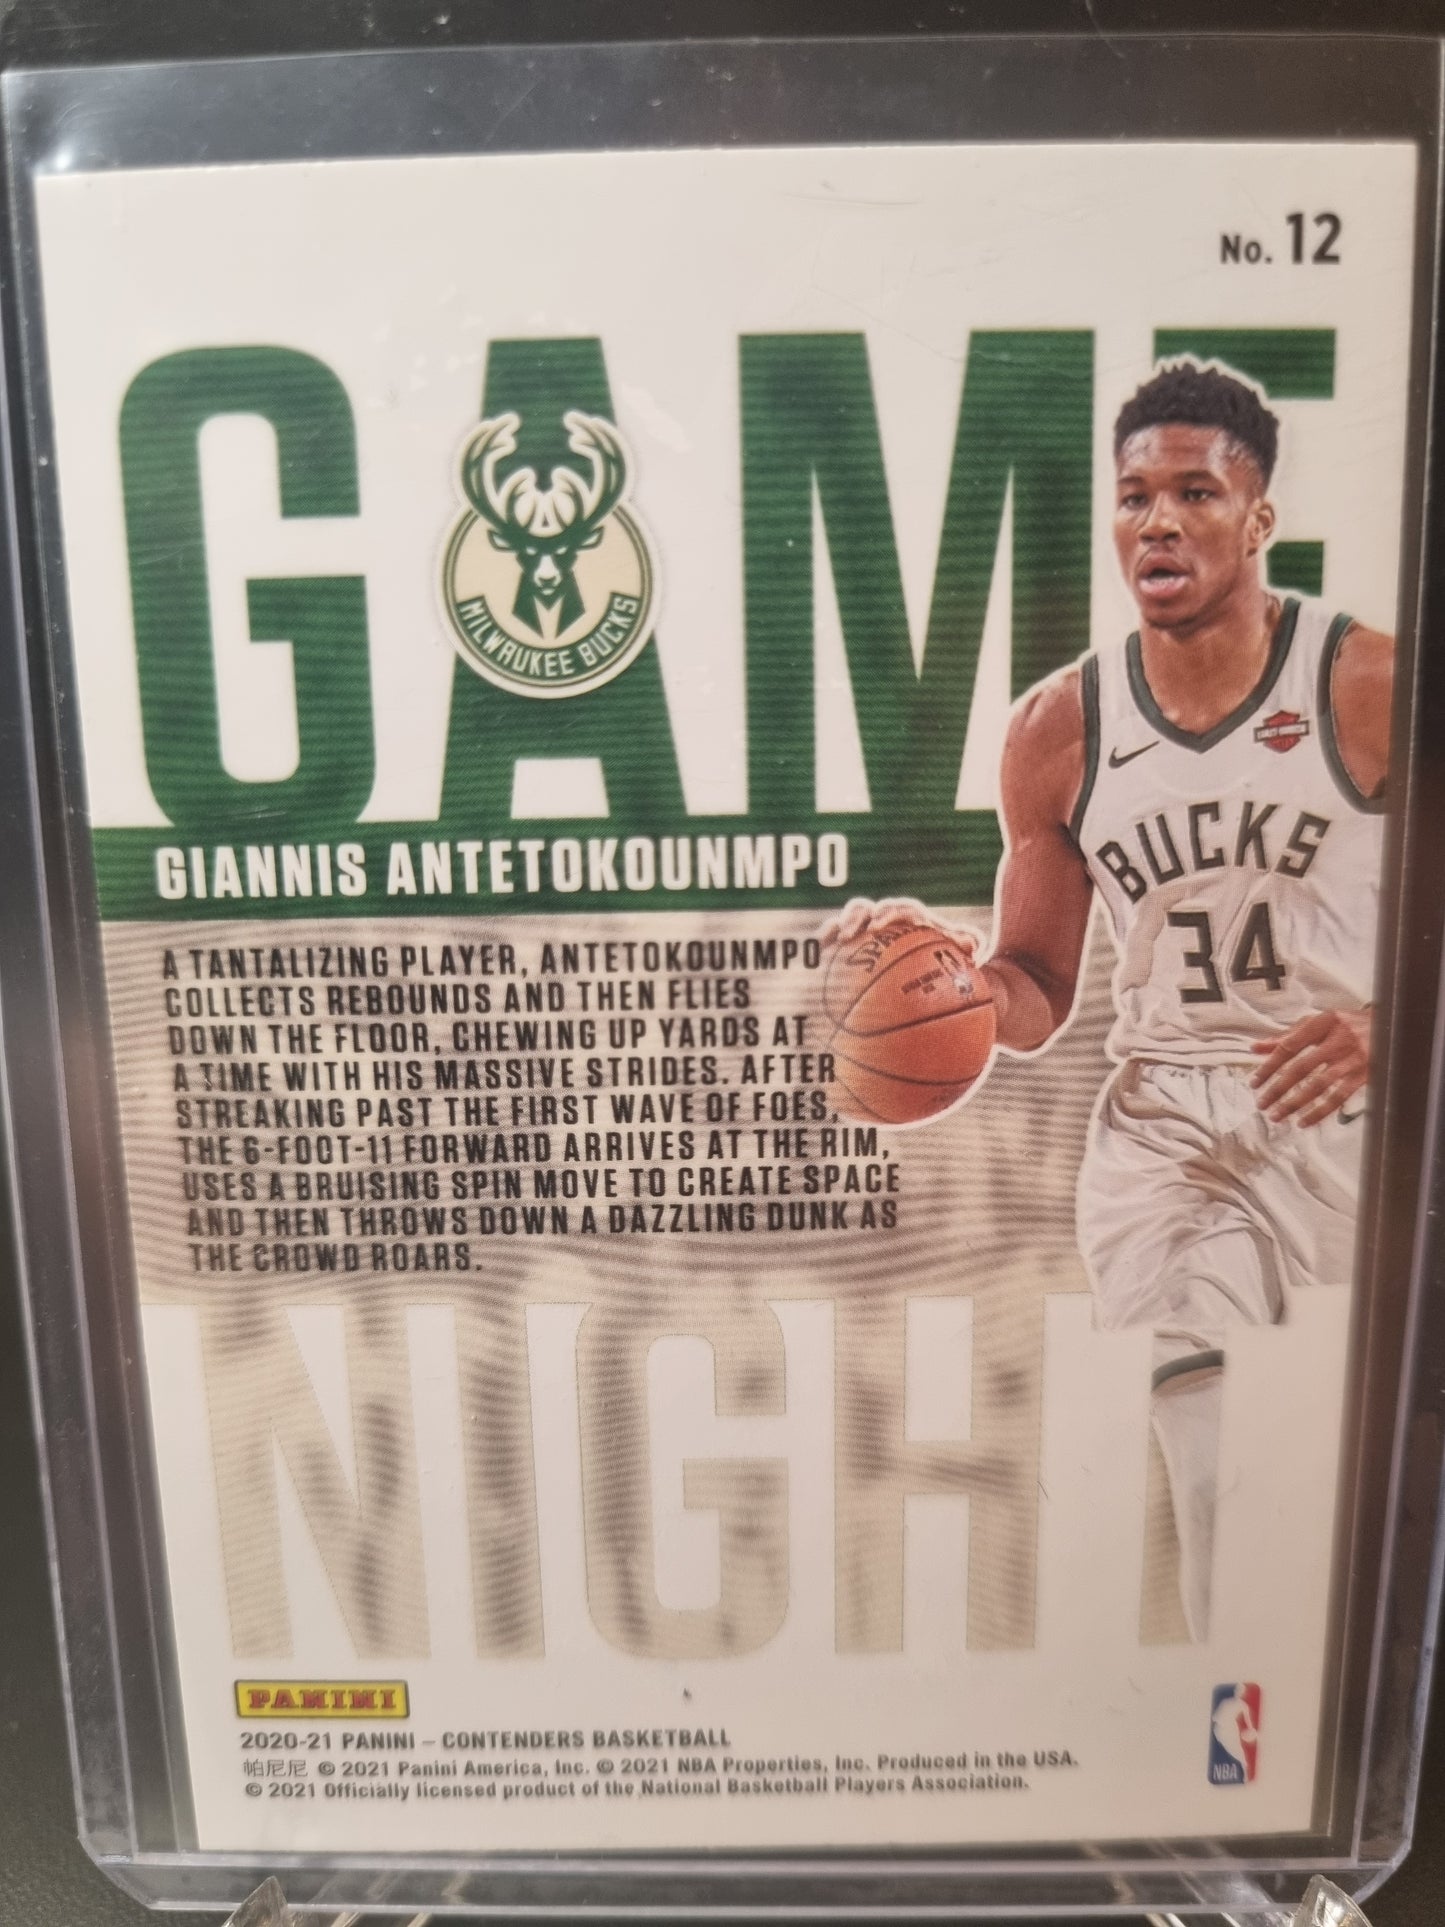 No. 12
GAME
MILWAUKEE BUCKS
GIANNIS ANTETOKOUNMPO
BUCKS
34
A TANTALIZING PLAYER, ANTETOKOUNMPO
COLLECTS REBOUNDS AND THEN FLIES
DOWN THE FLOOR, CHEWING UP YARDS AT
A TIME WITH HIS MASSIVE STRIDES. AFTER
STREAKING PAST THE FIRST WAVE OF FOES,
THE 6-FOOT-11 FORWARD ARRIVES AT THE RIM,
USES A BRUISING SPIN MOVE TO CREATE SPACE
AND THEN THROWS DOWN A DAZZLING DUNK AS
THE CROWD ROARS.
NIGHT
PANINI
2020-21 PANINI – CONTENDERS BASKETBALL
帕尼尼 © 2021 Panini America, Inc. © 2021 NBA Properties, Inc. Produced in the USA.
© 2021 Officially licensed product of the National Basketball Players Association.
NBA